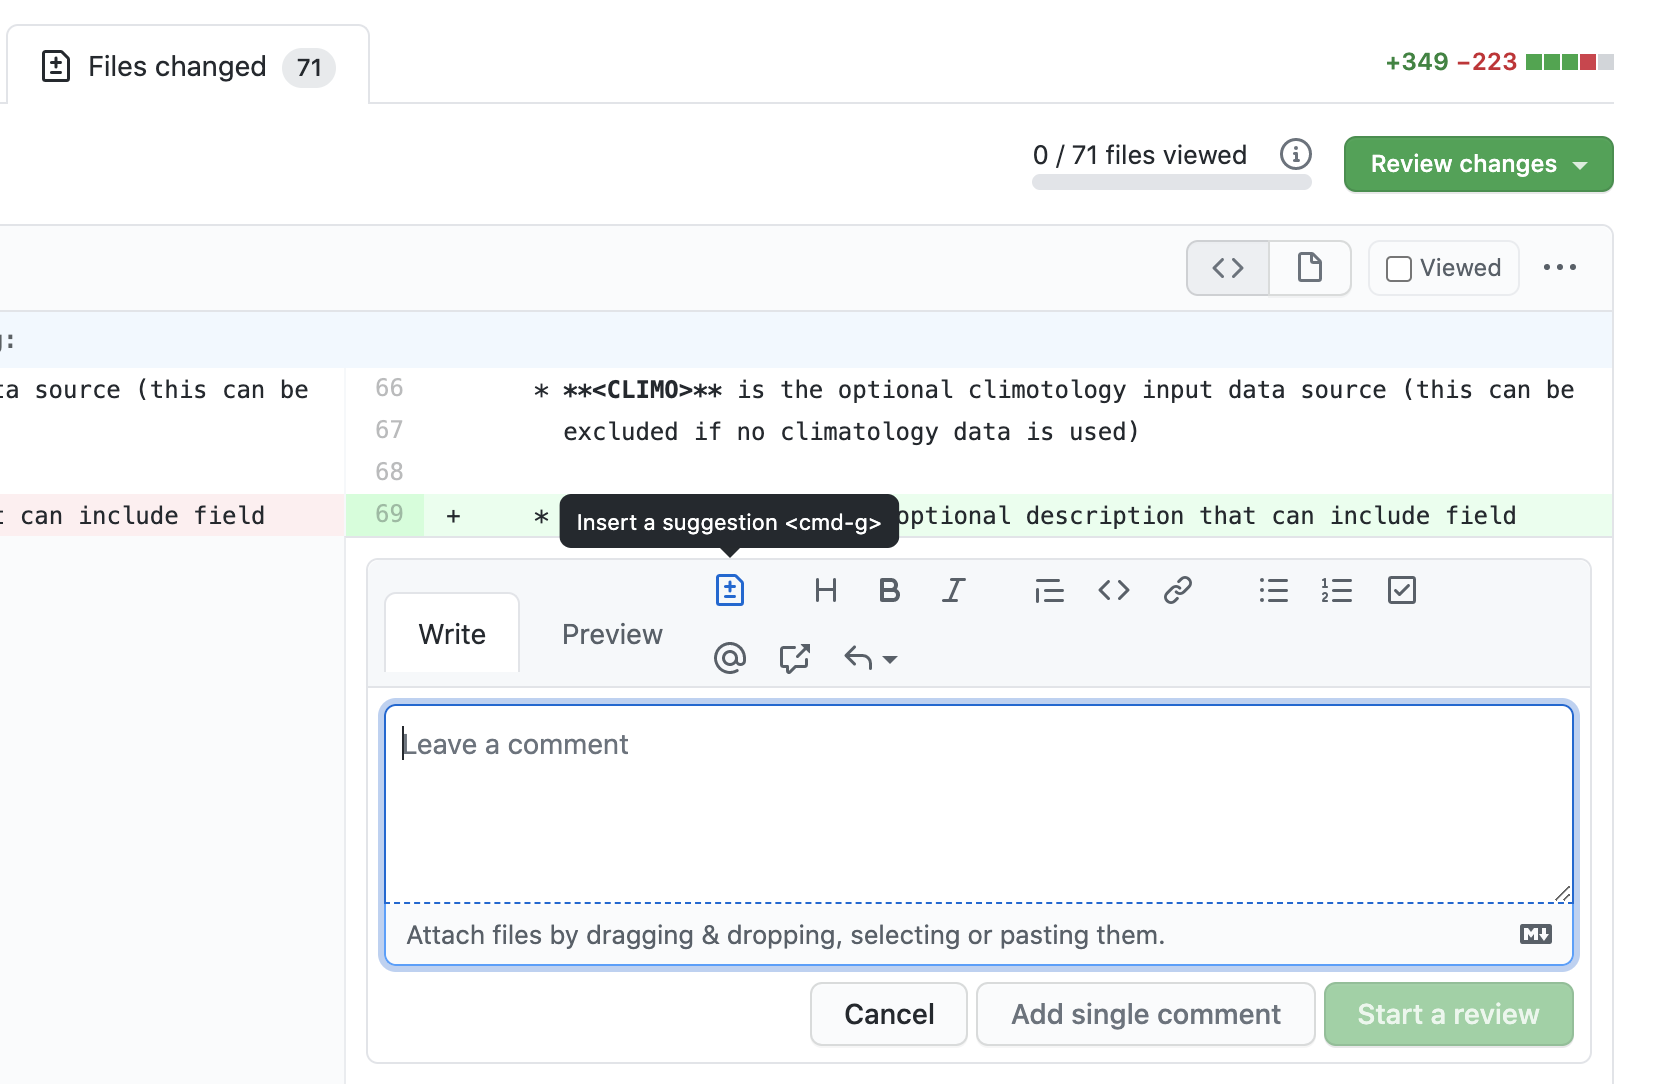 Files changed 71
+349 −223
0 / 71 files viewed
Review changes
Viewed
:
source (this can be
66 * **<CLIMO>** is the optional climotology input data source (this can be
67 excluded if no climatology data is used)
68
can include field
69 + * optional description that can include field
Insert a suggestion <cmd-g>
Write
Preview
Leave a comment
Attach files by dragging & dropping, selecting or pasting them.
Cancel
Add single comment
Start a review